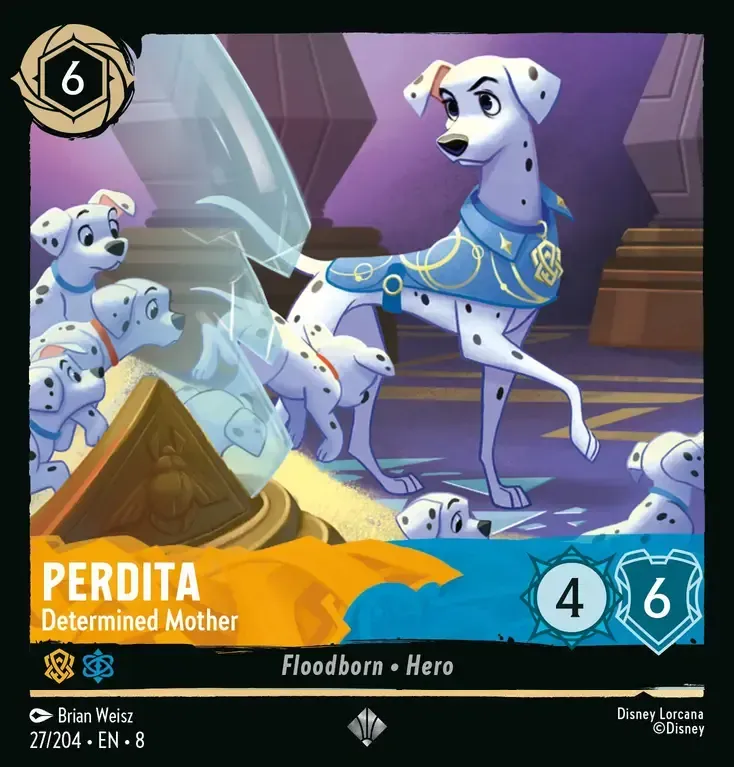 6
PERDITA
Determined Mother
4
6
Floodborn • Hero
Brian Weisz
Disney Lorcana
27/204 • EN • 8
©Disney